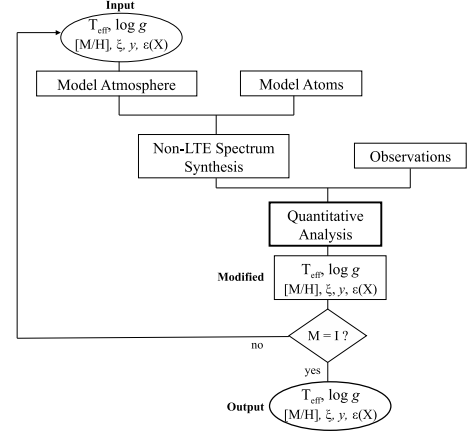 Input
T_eff, log g
[M/H], ξ, y, ε(X)
Model Atmosphere
Model Atoms
Non-LTE Spectrum
Synthesis
Observations
Quantitative
Analysis
Modified
T_eff, log g
[M/H], ξ, y, ε(X)
M = I ?
no
yes
Output
T_eff, log g
[M/H], ξ, y, ε(X)